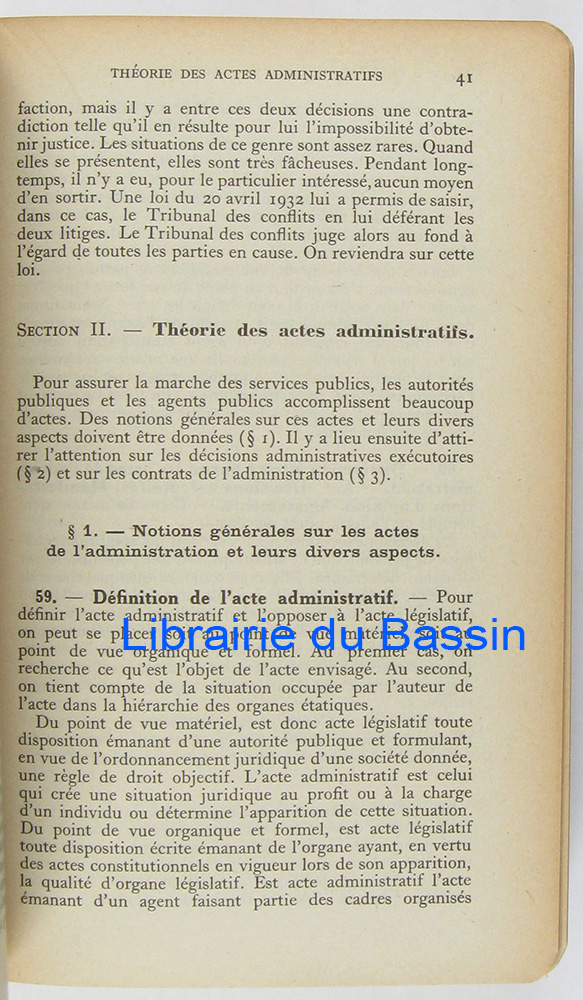 THÉORIE DES ACTES ADMINISTRATIFS 41
faction, mais il y a entre ces deux décisions une contra-
diction telle qu'il en résulte pour lui l'impossibilité d'obte-
nir justice. Les situations de ce genre sont assez rares. Quand
elles se présentent, elles sont très fâcheuses. Pendant long-
temps, il n'y a eu, pour le particulier intéressé, aucun moyen
d'en sortir. Une loi du 20 avril 1932 lui a permis de saisir,
dans ce cas, le Tribunal des conflits en lui déférant les
deux litiges. Le Tribunal des conflits juge alors au fond à
l'égard de toutes les parties en cause. On reviendra sur cette
loi.
SECTION II. — Théorie des actes administratifs.
Pour assurer la marche des services publics, les autorités
publiques et les agents publics accomplissent beaucoup
d'actes. Des notions générales sur ces actes et leurs divers
aspects doivent être données (§ 1). Il y a lieu ensuite d'atti-
rer l'attention sur les décisions administratives exécutoires
(§ 2) et sur les contrats de l'administration (§ 3).
§ 1. — Notions générales sur les actes
de l'administration et leurs divers aspects.
59. — Définition de l'acte administratif. — Pour
définir l'acte administratif et l'opposer à l'acte législatif,
on peut se placer soit au point de vue matériel soit au
Librairie du Bassin
point de vue organique et formel. Au premier cas, on
recherche ce qu'est l'objet de l'acte envisagé. Au second,
on tient compte de la situation occupée par l'auteur de
l'acte dans la hiérarchie des organes étatiques.
Du point de vue matériel, est donc acte législatif toute
disposition émanant d'une autorité publique et formulant,
en vue de l'ordonnancement juridique d'une société donnée,
une règle de droit objectif. L'acte administratif est celui
qui crée une situation juridique au profit ou à la charge
d'un individu ou détermine l'apparition de cette situation.
Du point de vue organique et formel, est acte législatif
toute disposition écrite émanant de l'organe ayant, en vertu
des actes constitutionnels en vigueur lors de son apparition,
la qualité d'organe législatif. Est acte administratif l'acte
émanant d'un agent faisant partie des cadres organisés